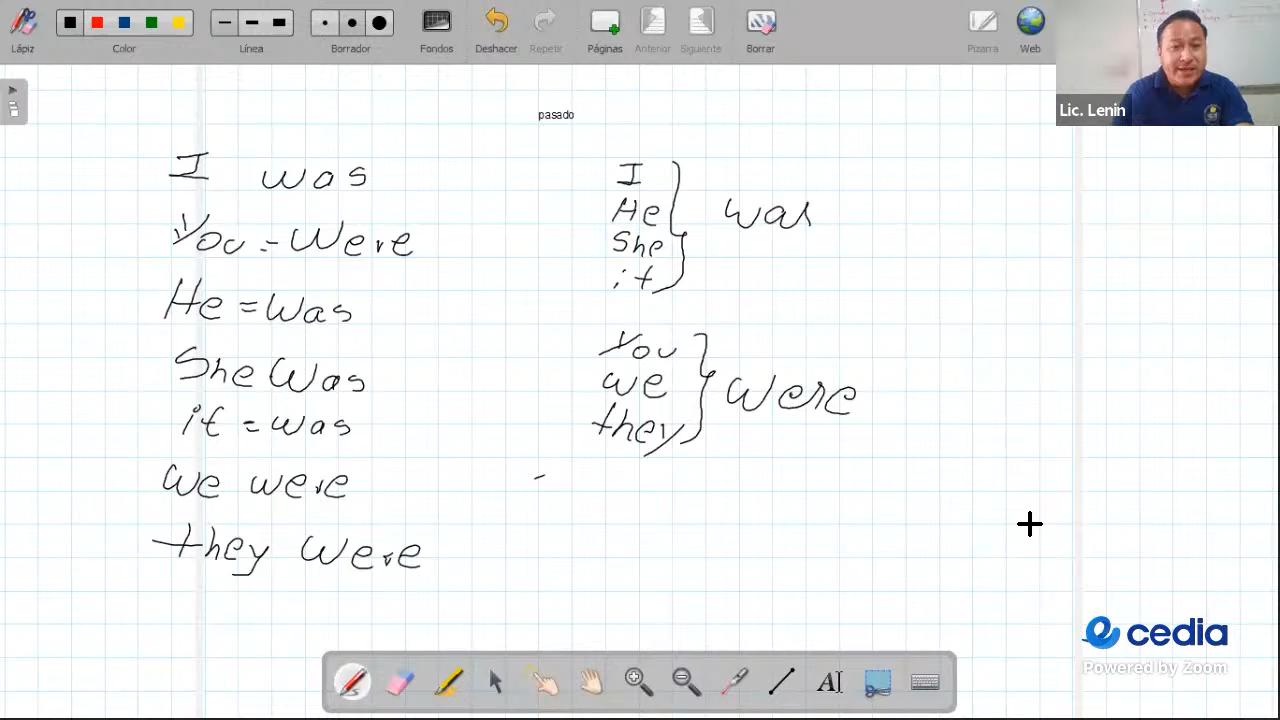 Lápiz Color Línea Borrador Fondos Deshacer Repetir Páginas Anterior Siguiente Borrar Pizarra Web
Lic. Lenin
pasado
I was
You = Were
He = Was
She Was
it = was
we were
they Were
I
He
She
it
was
You
we
they
Were
cedia
Powered by Zoom